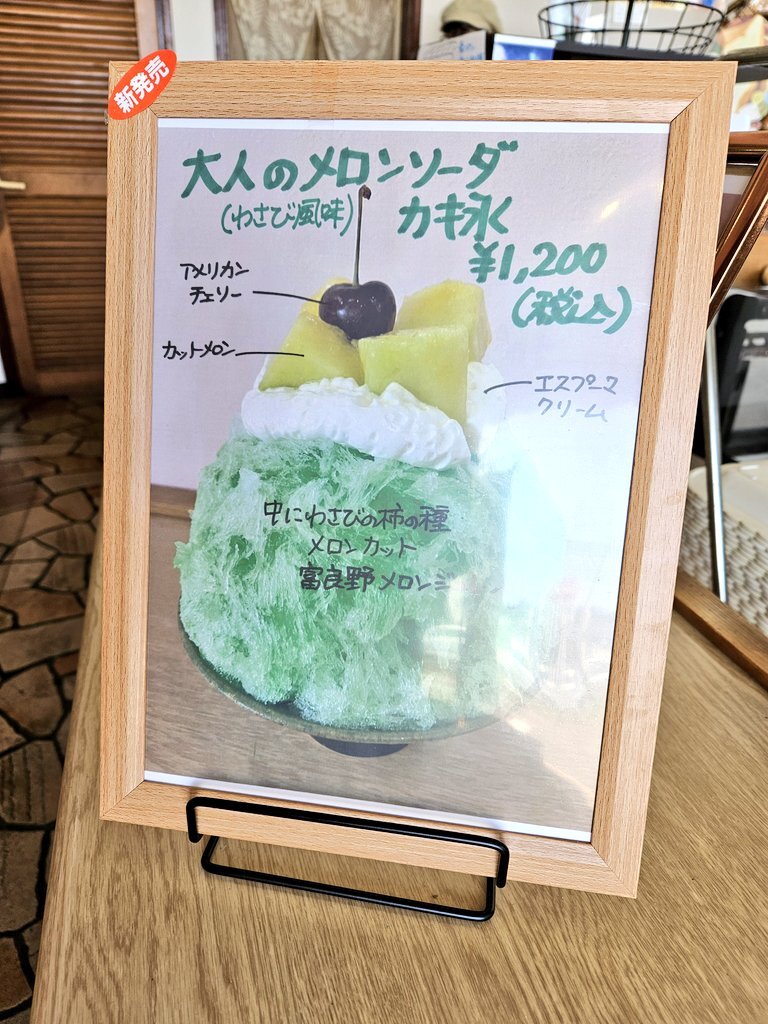 新発売
大人のメロンソーダ
(わさび風味) カキ氷
¥1,200
(税込)
アメリカン
チェリー
カットメロン
エスプーマ
クリーム
中にわさびの柿の種
メロンカット
富良野メロンジ